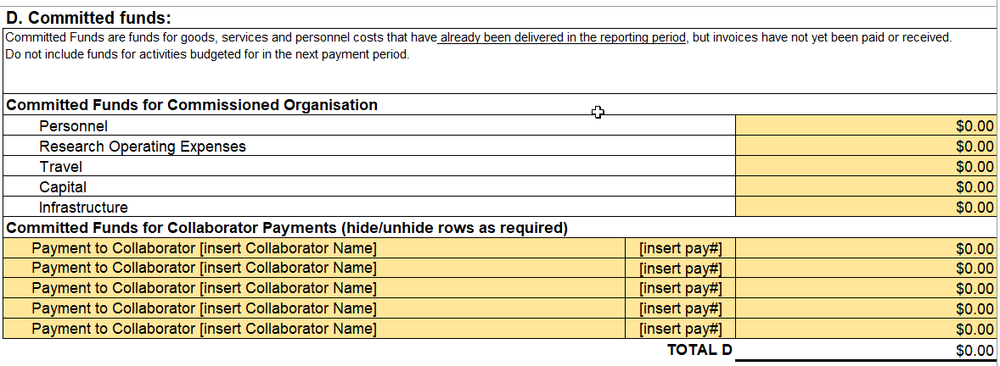 D. Committed funds:
Committed Funds are funds for goods, services and personnel costs that have already been delivered in the reporting period, but invoices have not yet been paid or received.
Do not include funds for activities budgeted for in the next payment period.
Committed Funds for Commissioned Organisation
Personnel $0.00
Research Operating Expenses $0.00
Travel $0.00
Capital $0.00
Infrastructure $0.00
Committed Funds for Collaborator Payments (hide/unhide rows as required)
Payment to Collaborator [insert Collaborator Name] [insert pay#] $0.00
Payment to Collaborator [insert Collaborator Name] [insert pay#] $0.00
Payment to Collaborator [insert Collaborator Name] [insert pay#] $0.00
Payment to Collaborator [insert Collaborator Name] [insert pay#] $0.00
Payment to Collaborator [insert Collaborator Name] [insert pay#] $0.00
TOTAL D $0.00